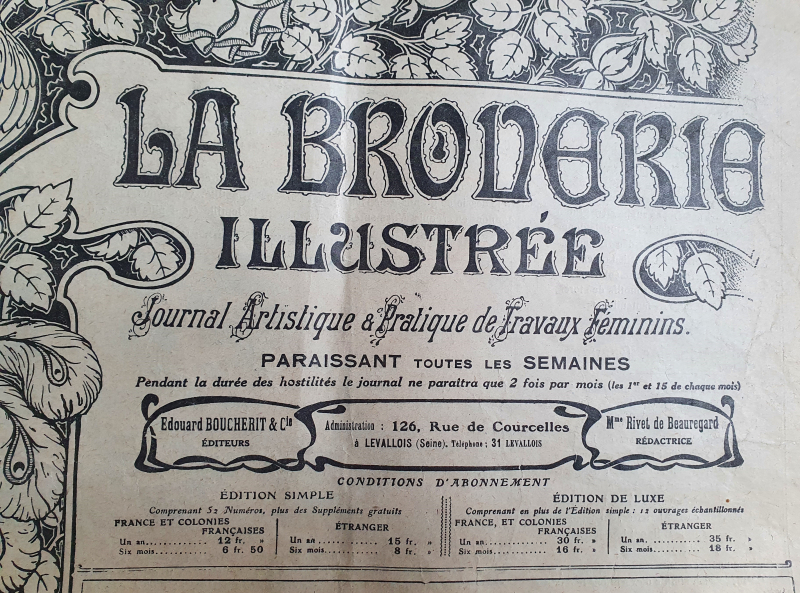 LA BRODERIE
ILLUSTRÉE
Journal Artistique & Pratique de Travaux Féminins.
PARAISSANT TOUTES LES SEMAINES
Pendant la durée des hostilités le journal ne paraîtra que 2 fois par mois (les 1er et 15 de chaque mois)
Edouard BOUCHERIT & Cie
ÉDITEURS
Administration : 126, Rue de Courcelles
à LEVALLOIS (Seine). Téléphone : 31 LEVALLOIS
Mme Rivet de Beauregard
RÉDACTRICE
CONDITIONS D'ABONNEMENT
ÉDITION SIMPLE
Comprenant 52 Numéros, plus des Suppléments gratuits
FRANCE ET COLONIES
FRANÇAISES
Un an............ 12 fr. »
Six mois............ 6 fr. 50
ÉTRANGER
Un an............ 15 fr. »
Six mois............ 8 fr. »
ÉDITION DE LUXE
Comprenant en plus de l'Édition simple : 12 ouvrages échantillonnés
FRANCE, ET COLONIES
FRANÇAISES
Un an............ 30 fr. »
Six mois............ 16 fr. »
ÉTRANGER
Un an............ 35 fr. »
Six mois............ 18 fr. »